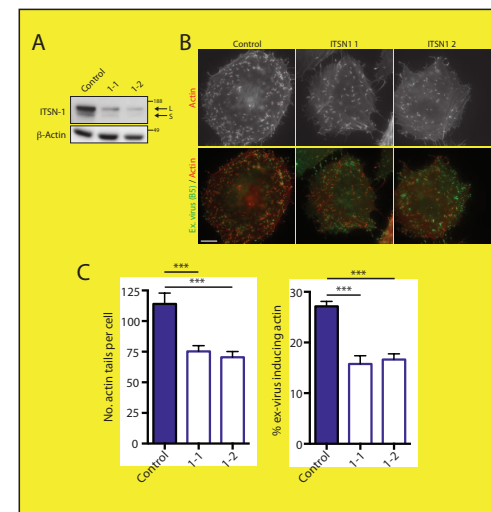 A
Control
1-1
1-2
188
ITSN-1
L
S
β-Actin
49
B
Control
ITSN1 1
ITSN1 2
Actin
Ex. virus (B5) / Actin
C
***
***
No. actin tails per cell
125
100
75
50
25
0
Control
1-1
1-2
***
***
% ex-virus inducing actin
30
20
10
0
Control
1-1
1-2